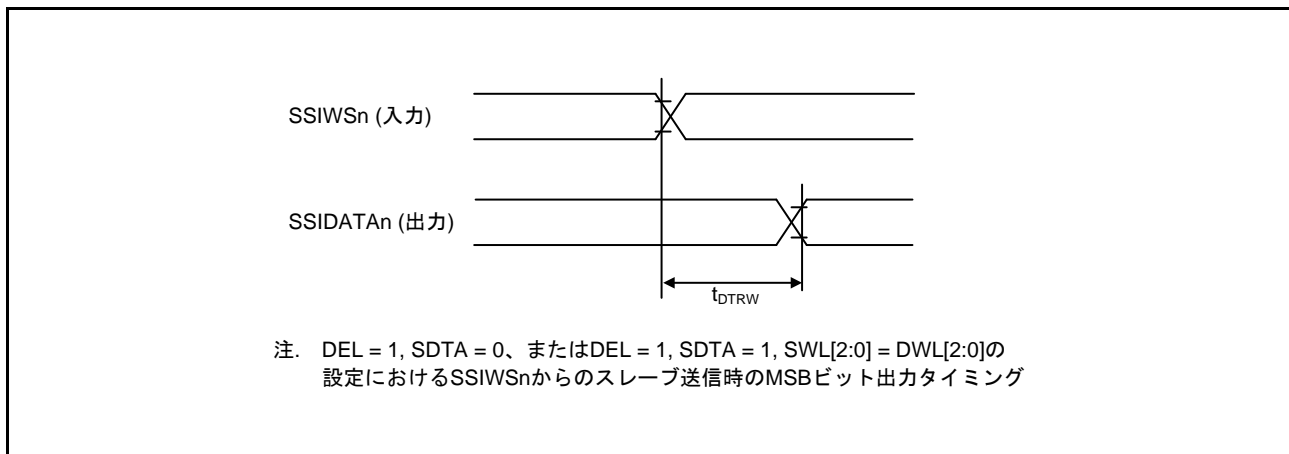 SSIWSn (入力)
SSIDATAn (出力)
tDTRW
注. DEL = 1, SDTA = 0、またはDEL = 1, SDTA = 1, SWL[2:0] = DWL[2:0]の
設定におけるSSIWSnからのスレーブ送信時のMSBビット出力タイミング